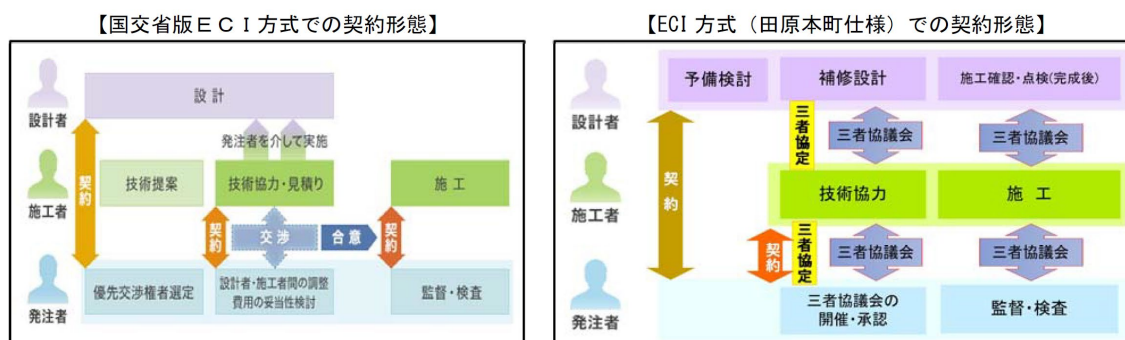 【国交省版ＥＣＩ方式での契約形態】
設計
設計者
発注者を介して実施
契約
技術提案
技術協力・見積り
施工
施工者
契約
交渉
合意
契約
優先交渉権者選定
設計者・施工者間の調整
費用の妥当性検討
監督・検査
発注者
【ECI 方式（田原本町仕様）での契約形態】
予備検討
補修設計
施工確認・点検(完成後)
設計者
三者協定
三者協議会
三者協議会
契約
技術協力
施工
施工者
契約
三者協定
三者協議会
三者協議会
三者協議会の
開催・承認
監督・検査
発注者